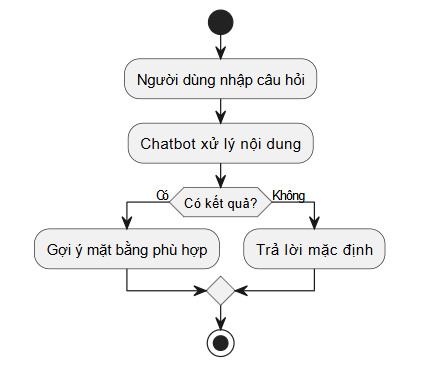 Người dùng nhập câu hỏi
Chatbot xử lý nội dung
Có
Có kết quả?
Không
Gợi ý mặt bằng phù hợp
Trả lời mặc định